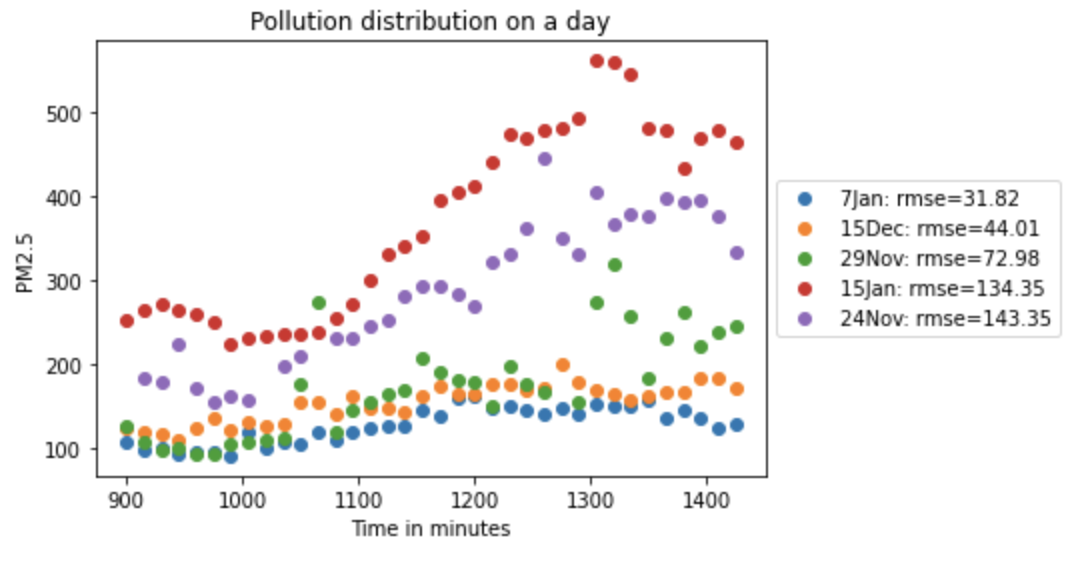 Pollution distribution on a day
500
400
300
200
100
PM2.5
900 1000 1100 1200 1300 1400
Time in minutes
7Jan: rmse=31.82
15Dec: rmse=44.01
29Nov: rmse=72.98
15Jan: rmse=134.35
24Nov: rmse=143.35